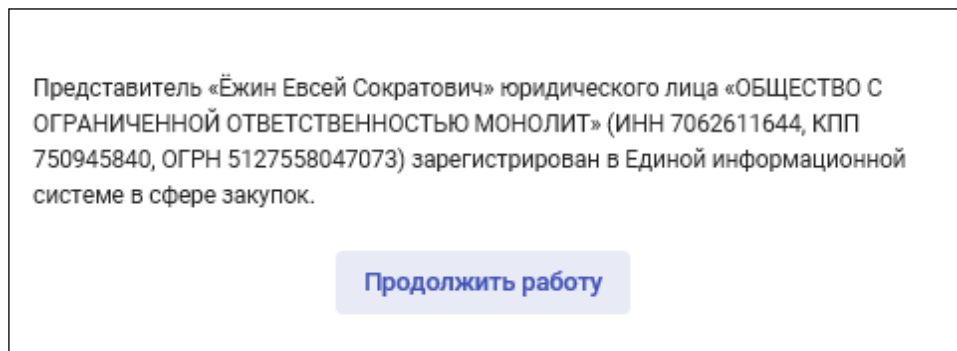 Представитель «Ёжин Евсей Сократович» юридического лица «ОБЩЕСТВО С
ОГРАНИЧЕННОЙ ОТВЕТСТВЕННОСТЬЮ МОНОЛИТ» (ИНН 7062611644, КПП
750945840, ОГРН 5127558047073) зарегистрирован в Единой информационной
системе в сфере закупок.
Продолжить работу